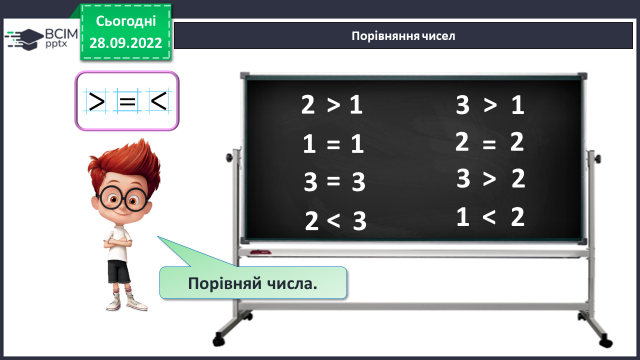 Сьогодні
28.09.2022
BCIM
pptx
Порівняння чисел
> = <
2 > 1
3 > 1
1 = 1
2 = 2
3 = 3
3 > 2
2 < 3
1 < 2
Порівняй числа.